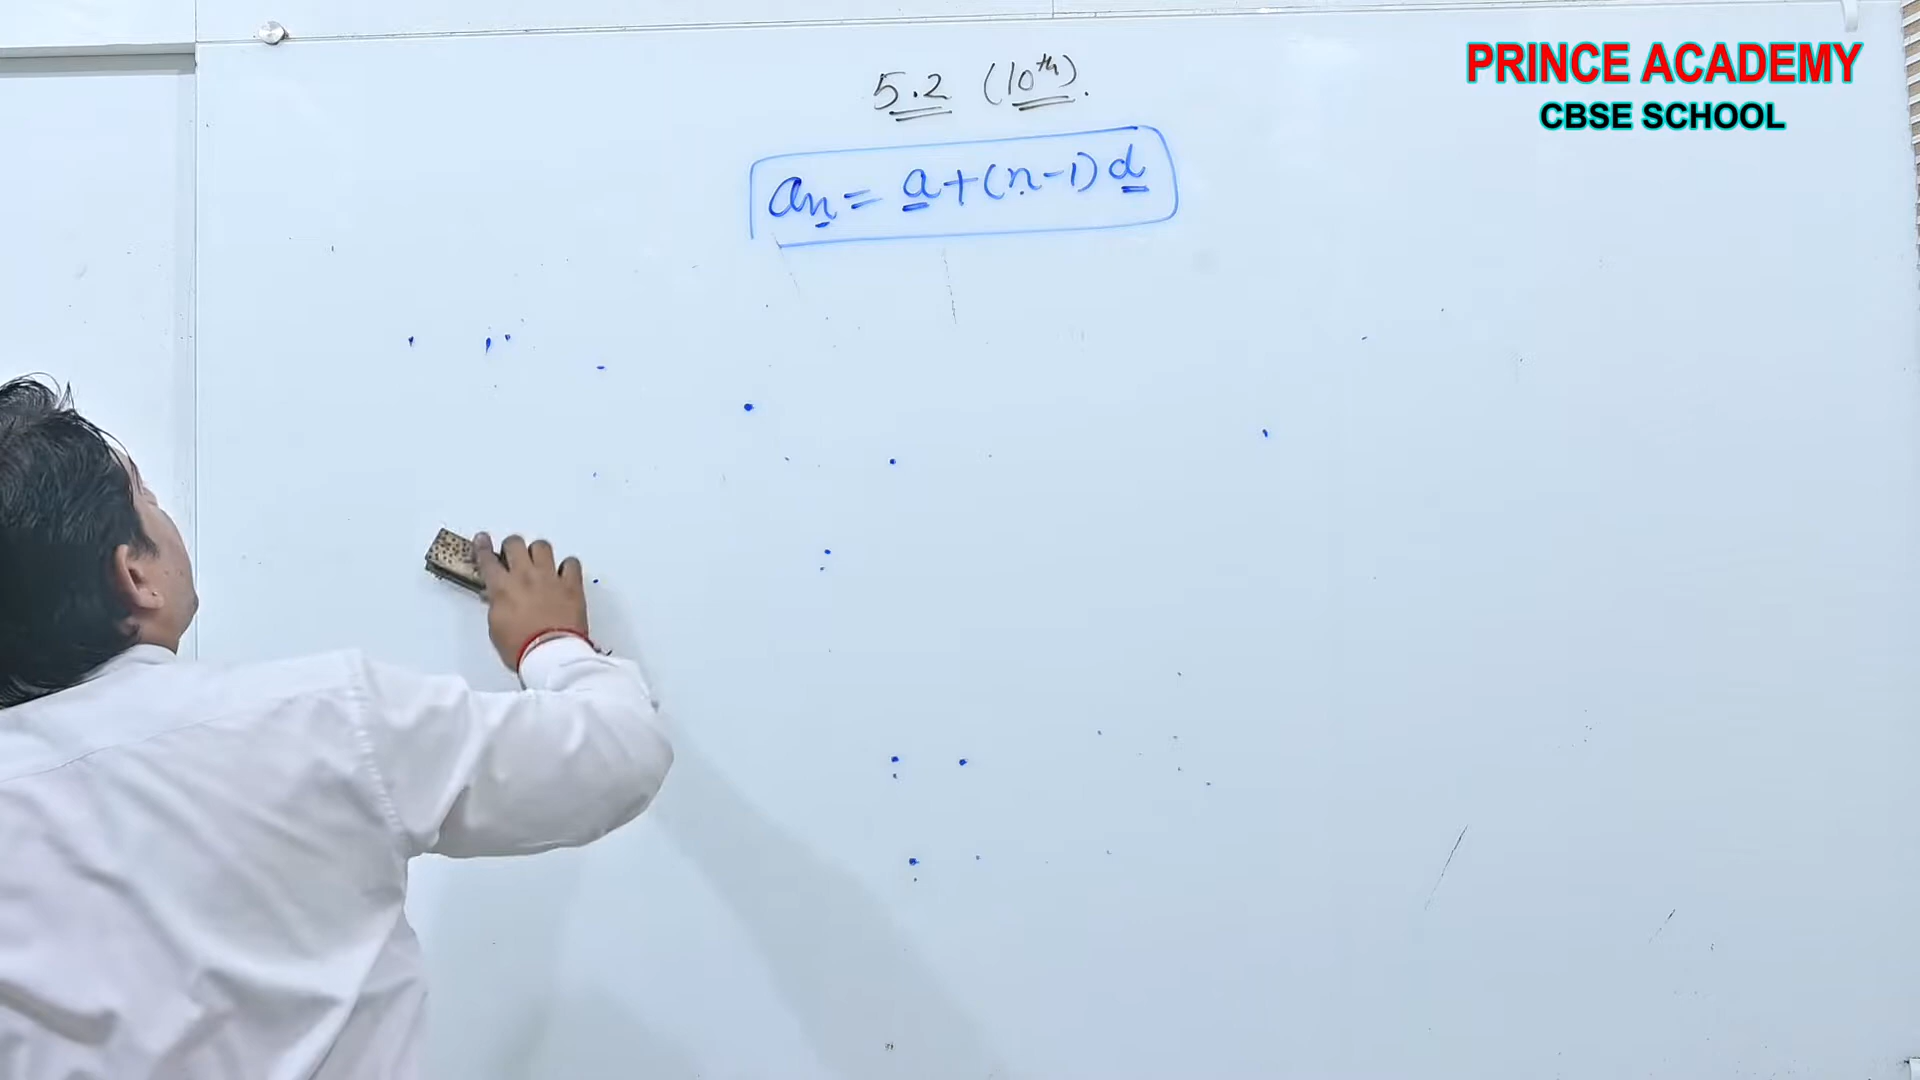 5.2 (10th).
PRINCE ACADEMY
CBSE SCHOOL
an = a + (n-1) d